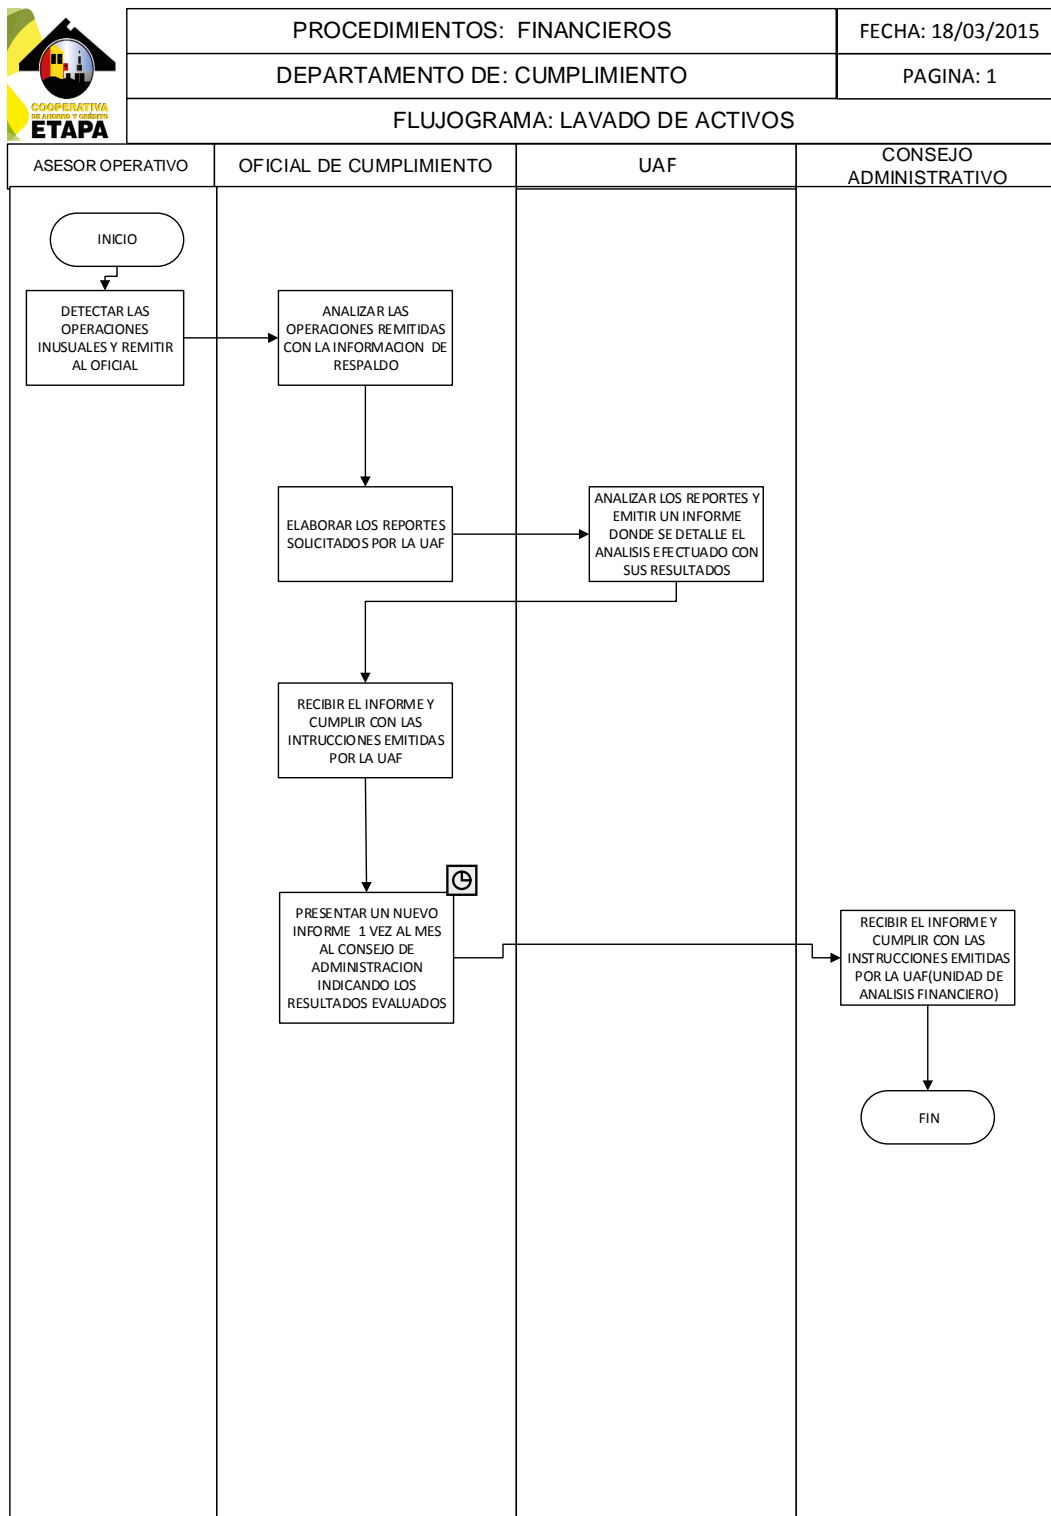 COOPERATIVA
DE AHORRO Y CRÉDITO
ETAPA
PROCEDIMIENTOS: FINANCIEROS
FECHA: 18/03/2015
DEPARTAMENTO DE: CUMPLIMIENTO
PAGINA: 1
FLUJOGRAMA: LAVADO DE ACTIVOS
ASESOR OPERATIVO
OFICIAL DE CUMPLIMIENTO
UAF
CONSEJO
ADMINISTRATIVO
INICIO
DETECTAR LAS
OPERACIONES
INUSUALES Y REMITIR
AL OFICIAL
ANALIZAR LAS
OPERACIONES REMITIDAS
CON LA INFORMACION DE
RESPALDO
ELABORAR LOS REPORTES
SOLICITADOS POR LA UAF
ANALIZAR LOS REPORTES Y
EMITIR UN INFORME
DONDE SE DETALLE EL
ANALISIS EFECTUADO CON
SUS RESULTADOS
RECIBIR EL INFORME Y
CUMPLIR CON LAS
INTRUCCIONES EMITIDAS
POR LA UAF
PRESENTAR UN NUEVO
INFORME 1 VEZ AL MES
AL CONSEJO DE
ADMINISTRACION
INDICANDO LOS
RESULTADOS EVALUADOS
RECIBIR EL INFORME Y
CUMPLIR CON LAS
INSTRUCCIONES EMITIDAS
POR LA UAF(UNIDAD DE
ANALISIS FINANCIERO)
FIN